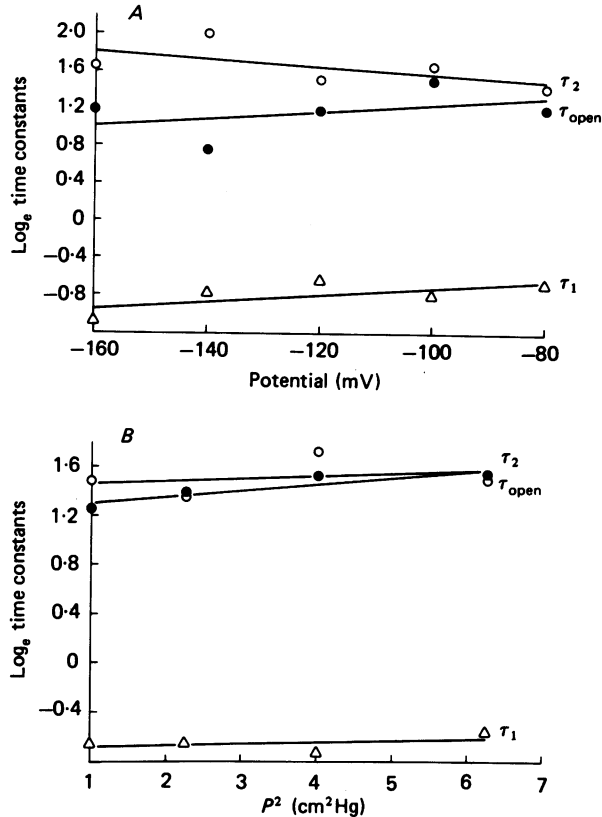 A
2·0
1·6
1·2
0·8
0·4
0
−0·4
−0·8
Logₑ time constants
τ₂
τopen
τ₁
−160
−140
−120
−100
−80
Potential (mV)
B
1·6
1·2
0·8
0·4
0
−0·4
Logₑ time constants
τ₂
τopen
τ₁
1
2
3
4
5
6
7
P² (cm²Hg)